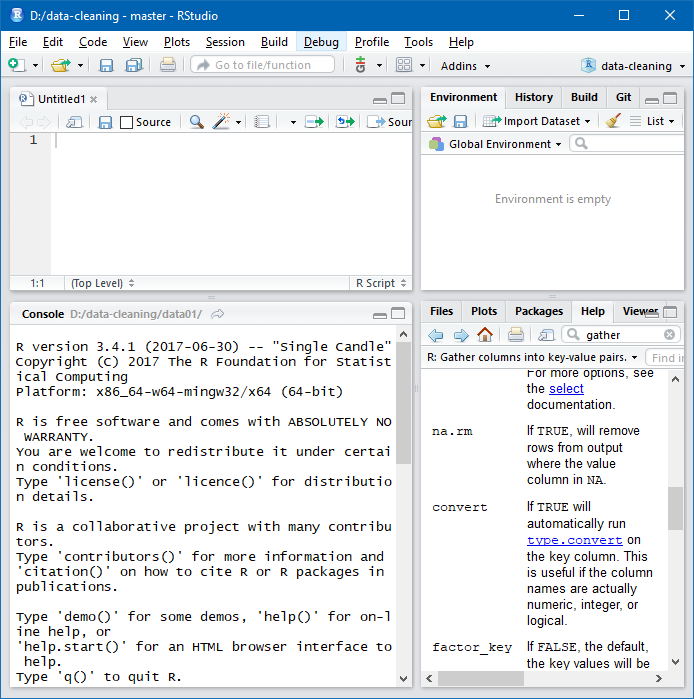 D:/data-cleaning - master - RStudio
File Edit Code View Plots Session Build Debug Profile Tools Help
Go to file/function Addins data-cleaning
Untitled1
Source Sour
1
1:1 (Top Level) R Script
Console D:/data-cleaning/data01/
R version 3.4.1 (2017-06-30) -- "Single Candle"
Copyright (C) 2017 The R Foundation for Statist
ical Computing
Platform: x86_64-w64-mingw32/x64 (64-bit)
R is free software and comes with ABSOLUTELY NO
WARRANTY.
You are welcome to redistribute it under certai
n conditions.
Type 'license()' or 'licence()' for distributio
n details.
R is a collaborative project with many contribu
tors.
Type 'contributors()' for more information and
'citation()' on how to cite R or R packages in
publications.
Type 'demo()' for some demos, 'help()' for on-l
ine help, or
'help.start()' for an HTML browser interface to
help.
Type 'q()' to quit R.
Environment History Build Git
Import Dataset List
Global Environment
Environment is empty
Files Plots Packages Help Viewer
gather
R: Gather columns into key-value pairs. Find in
For more options, see
the select
documentation.
na.rm If TRUE, will remove
rows from output
where the value
column in NA.
convert If TRUE will
automatically run
type.convert on
the key column. This
is useful if the column
names are actually
numeric, integer, or
logical.
factor_key If FALSE, the default,
the key values will be